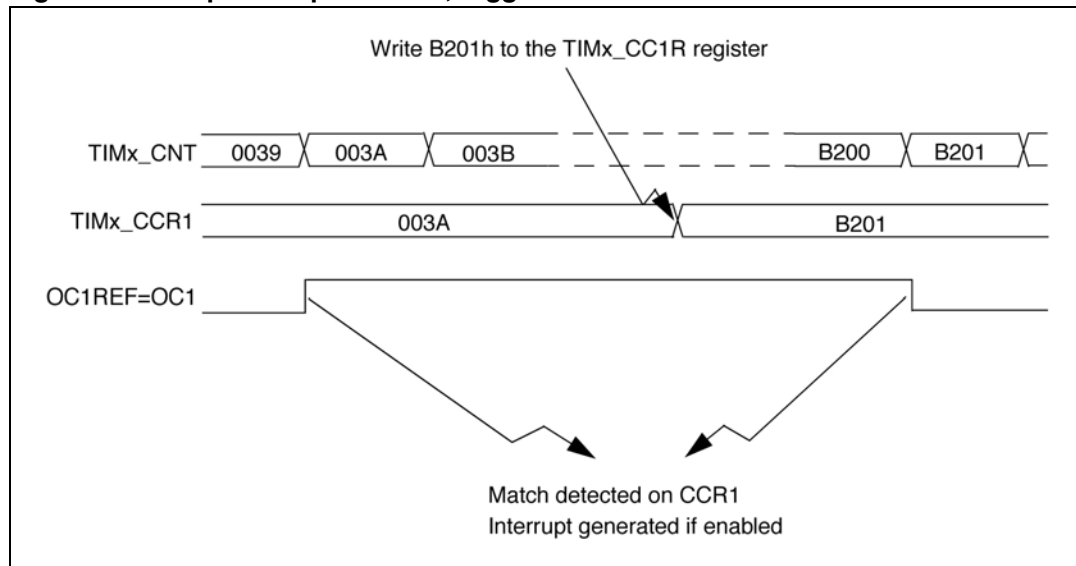 Write B201h to the TIMx_CC1R register
TIMx_CNT 0039 003A 003B B200 B201
TIMx_CCR1 003A B201
OC1REF=OC1
Match detected on CCR1
Interrupt generated if enabled